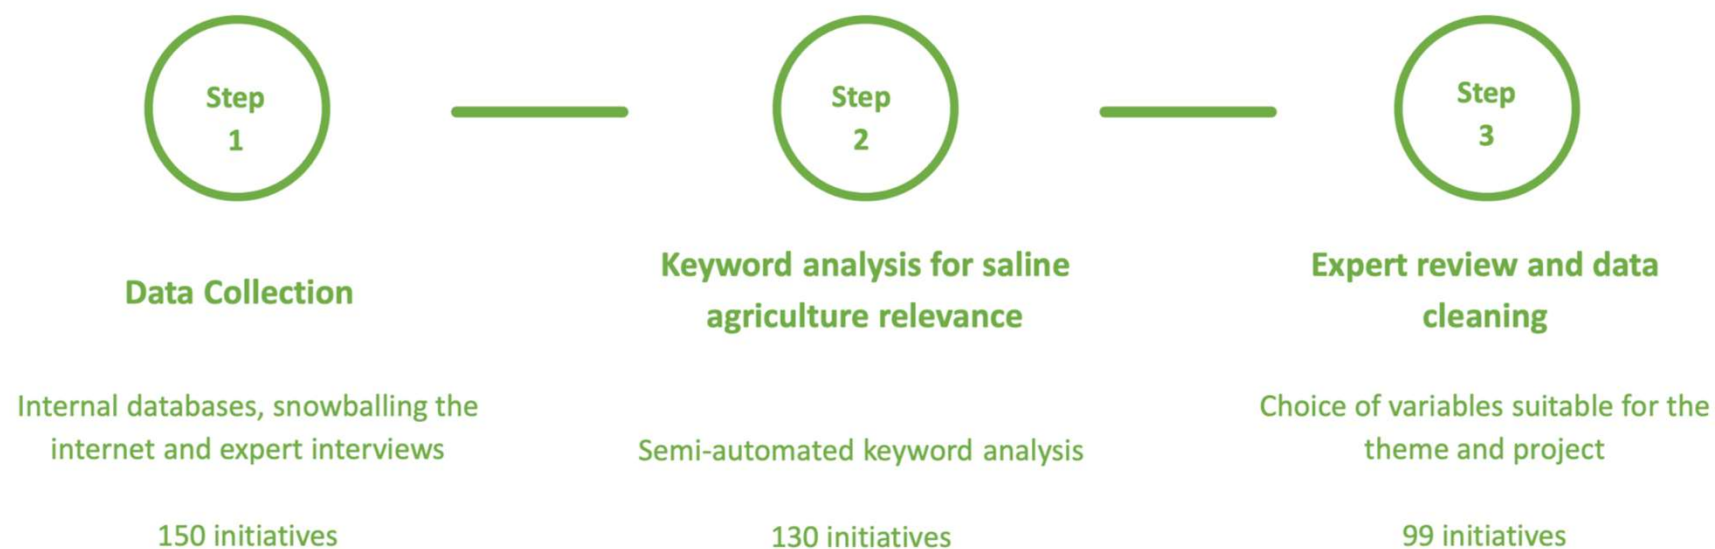 Step
1
Step
2
Step
3
Data Collection
Keyword analysis for saline
agriculture relevance
Expert review and data
cleaning
Internal databases, snowballing the
internet and expert interviews
Semi-automated keyword analysis
Choice of variables suitable for the
theme and project
150 initiatives
130 initiatives
99 initiatives